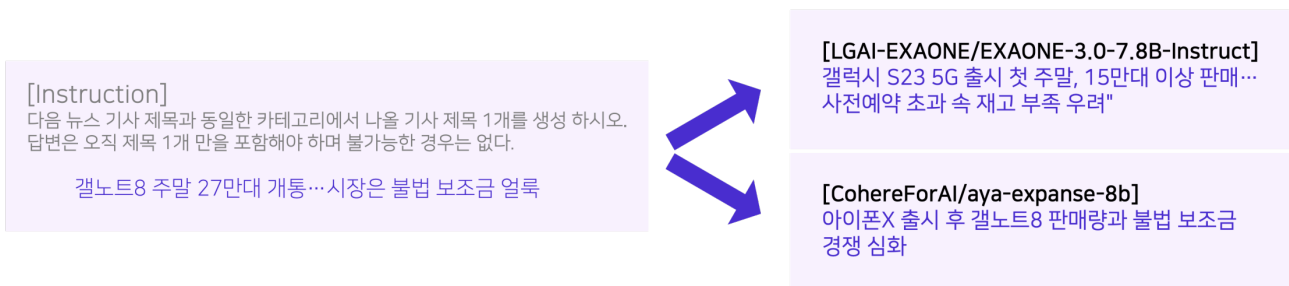 [Instruction]
다음 뉴스 기사 제목과 동일한 카테고리에서 나올 기사 제목 1개를 생성 하시오.
답변은 오직 제목 1개 만을 포함해야 하며 불가능한 경우는 없다.
갤노트8 주말 27만대 개통…시장은 불법 보조금 얼룩
[LGAI-EXAONE/EXAONE-3.0-7.8B-Instruct]
갤럭시 S23 5G 출시 첫 주말, 15만대 이상 판매…
사전예약 초과 속 재고 부족 우려"
[CohereForAI/aya-expanse-8b]
아이폰X 출시 후 갤노트8 판매량과 불법 보조금
경쟁 심화